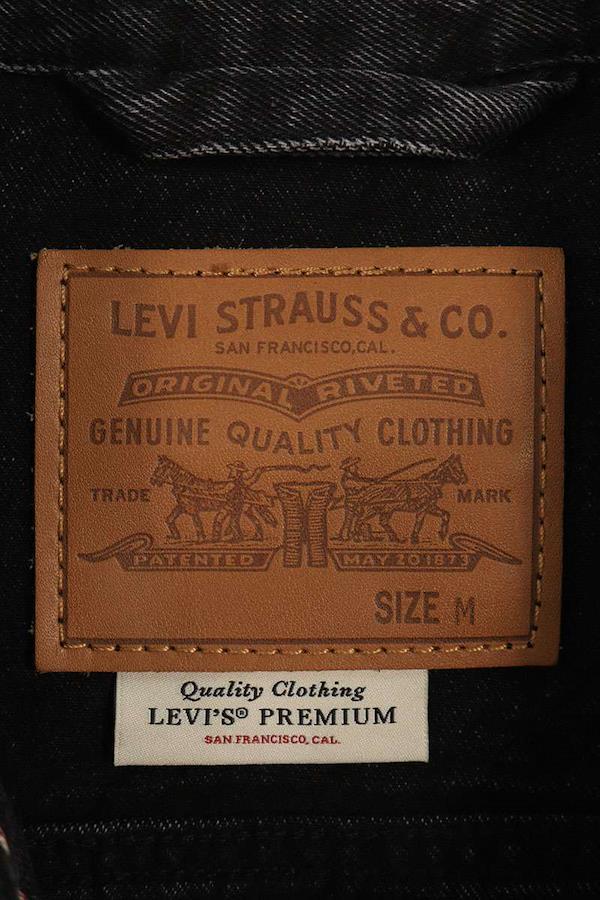 LEVI STRAUSS & CO.
SAN FRANCISCO, CAL.
ORIGINAL RIVETED
GENUINE QUALITY CLOTHING
TRADE MARK
PATENTED MAY 20 1873
SIZE M
Quality Clothing
LEVI'S® PREMIUM
SAN FRANCISCO, CAL.